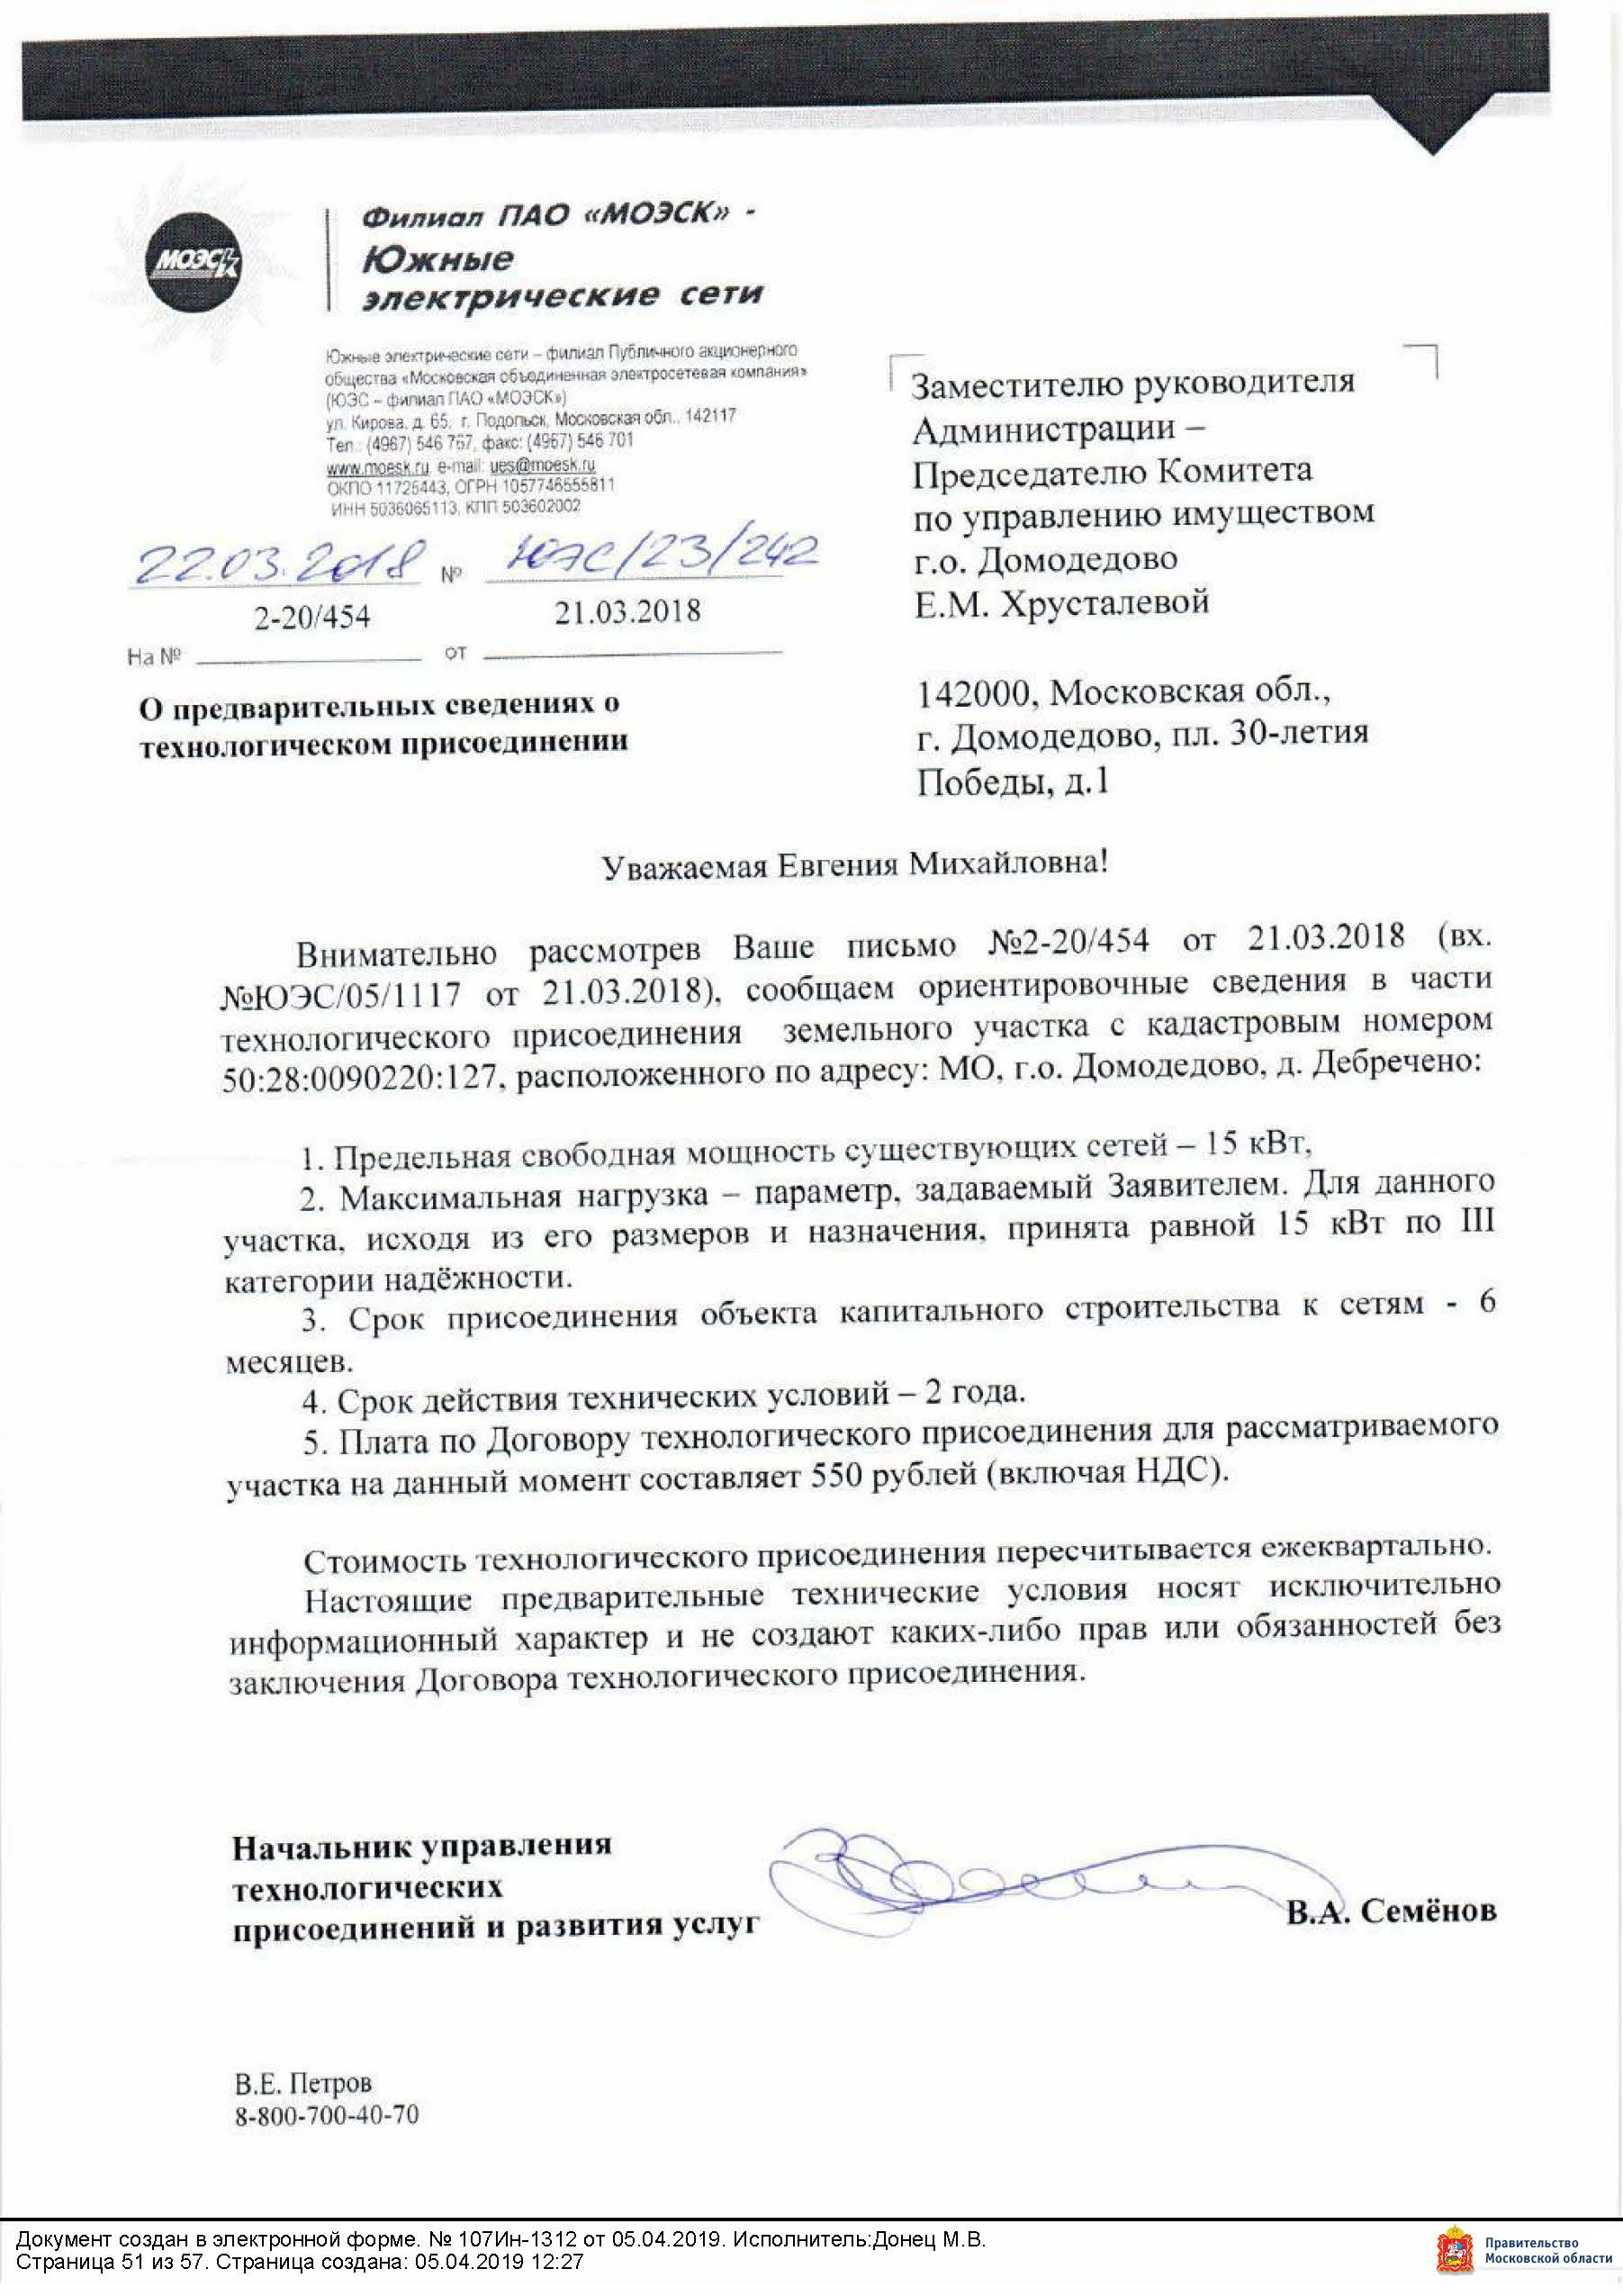 МОЭСК
Филиал ПАО «МОЭСК» -
Южные
электрические сети
Южные электрические сети – филиал Публичного акционерного
общества «Московская объединенная электросетевая компания»
(ЮЭС – филиал ПАО «МОЭСК»)
ул. Кирова, д. 65, г. Подольск, Московская обл., 142117
Тел.: (4967) 546 767, факс: (4967) 546 701
www.moesk.ru, e-mail: ues@moesk.ru
ОКПО 11725443, ОГРН 1057746555811
ИНН 5036065113, КПП 503602002
22.03.2018 № ЮЭС/23/242
2-20/454 21.03.2018
На № от
О предварительных сведениях о
технологическом присоединении
Заместителю руководителя
Администрации –
Председателю Комитета
по управлению имуществом
г.о. Домодедово
Е.М. Хрусталевой
142000, Московская обл.,
г. Домодедово, пл. 30-летия
Победы, д.1
Уважаемая Евгения Михайловна!
Внимательно рассмотрев Ваше письмо №2-20/454 от 21.03.2018 (вх.
№ЮЭС/05/1117 от 21.03.2018), сообщаем ориентировочные сведения в части
технологического присоединения земельного участка с кадастровым номером
50:28:0090220:127, расположенного по адресу: МО, г.о. Домодедово, д. Дебречено:
1. Предельная свободная мощность существующих сетей – 15 кВт,
2. Максимальная нагрузка – параметр, задаваемый Заявителем. Для данного
участка, исходя из его размеров и назначения, принята равной 15 кВт по III
категории надёжности.
3. Срок присоединения объекта капитального строительства к сетям - 6
месяцев.
4. Срок действия технических условий – 2 года.
5. Плата по Договору технологического присоединения для рассматриваемого
участка на данный момент составляет 550 рублей (включая НДС).
Стоимость технологического присоединения пересчитывается ежеквартально.
Настоящие предварительные технические условия носят исключительно
информационный характер и не создают каких-либо прав или обязанностей без
заключения Договора технологического присоединения.
Начальник управления
технологических
присоединений и развития услуг
В.А. Семёнов
В.Е. Петров
8-800-700-40-70
Документ создан в электронной форме. № 107Ин-1312 от 05.04.2019. Исполнитель:Донец М.В.
Страница 51 из 57. Страница создана: 05.04.2019 12:27
Правительство
Московской области